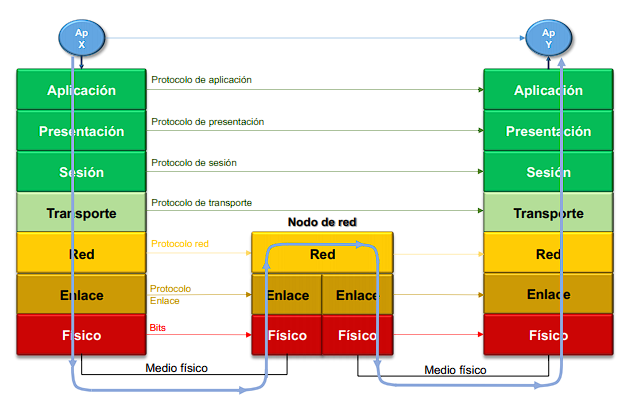 Ap
X
Ap
Y
Aplicación
Protocolo de aplicación
Aplicación
Presentación
Protocolo de presentación
Presentación
Sesión
Protocolo de sesión
Sesión
Transporte
Protocolo de transporte
Transporte
Nodo de red
Red
Protocolo red
Red
Red
Enlace
Protocolo
Enlace
Enlace
Enlace
Enlace
Físico
Bits
Físico
Físico
Físico
Medio físico
Medio físico